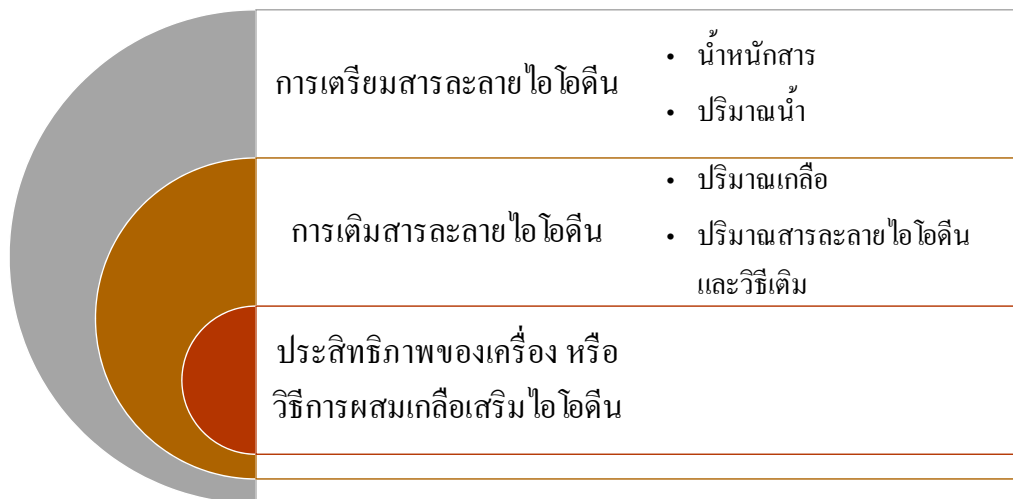 การเตรียมสารละลายไอโอดีน
• น้ำหนักสาร
• ปริมาณน้ำ
การเติมสารละลายไอโอดีน
• ปริมาณเกลือ
• ปริมาณสารละลายไอโอดีน
และวิธีเติม
ประสิทธิภาพของเครื่อง หรือ
วิธีการผสมเกลือเสริมไอโอดีน